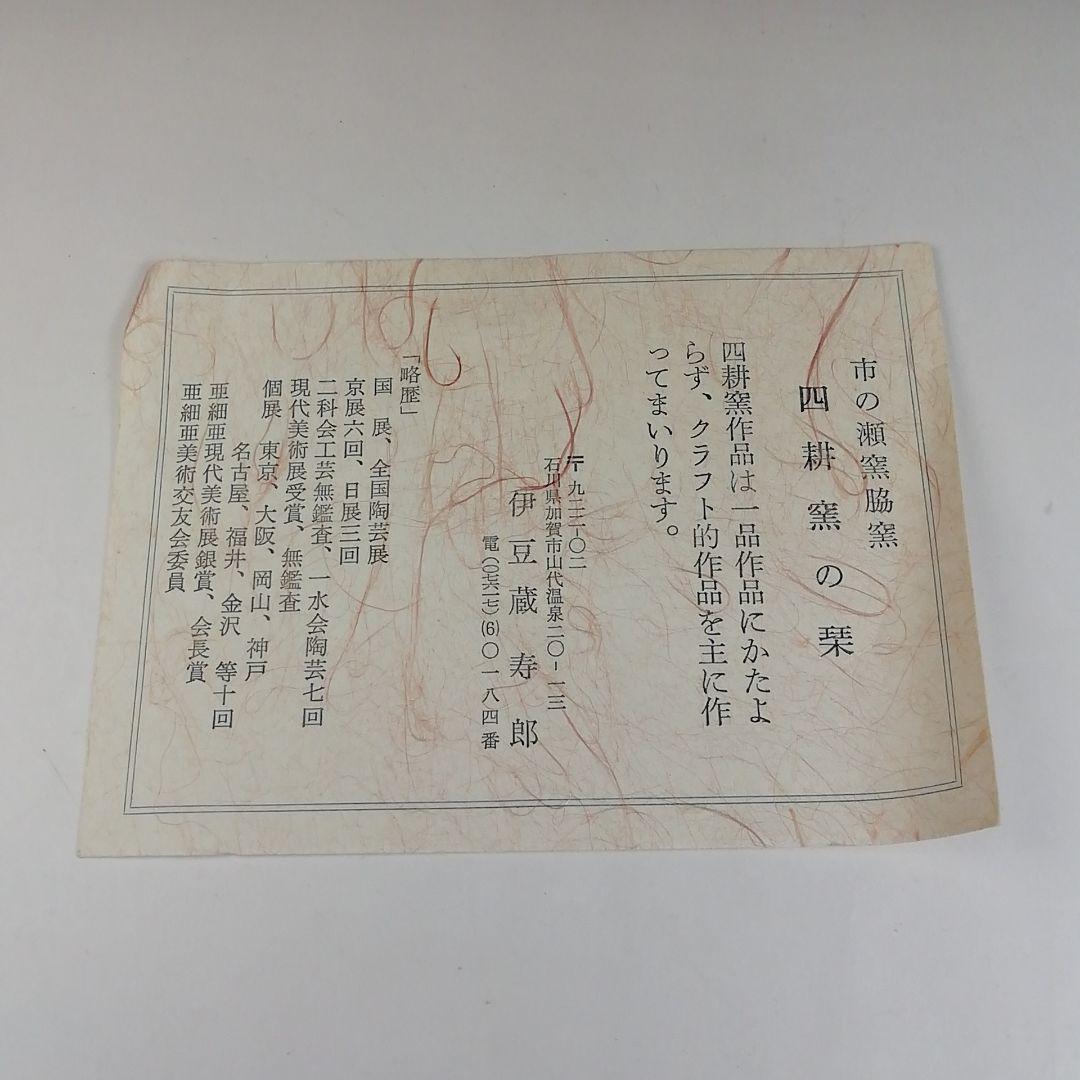 市の瀬窯脇窯
四耕窯の栞
四耕窯作品は一品作品にかたよ
らず、クラフト的作品を主に作
ってまいります。
〒九二二-〇二
石川県加賀市山代温泉二〇-一三
伊豆蔵寿郎
電(〇七六一七)(6)〇一八四番
「略歴」
国展、全国陶芸展
京展六回、日展三回
二科会工芸無鑑査、一水会陶芸七回
現代美術展受賞、無鑑査
個展 東京、大阪、岡山、神戸
名古屋、福井、金沢 等十回
亜細亜現代美術展銀賞、会長賞
亜細亜美術交友会委員